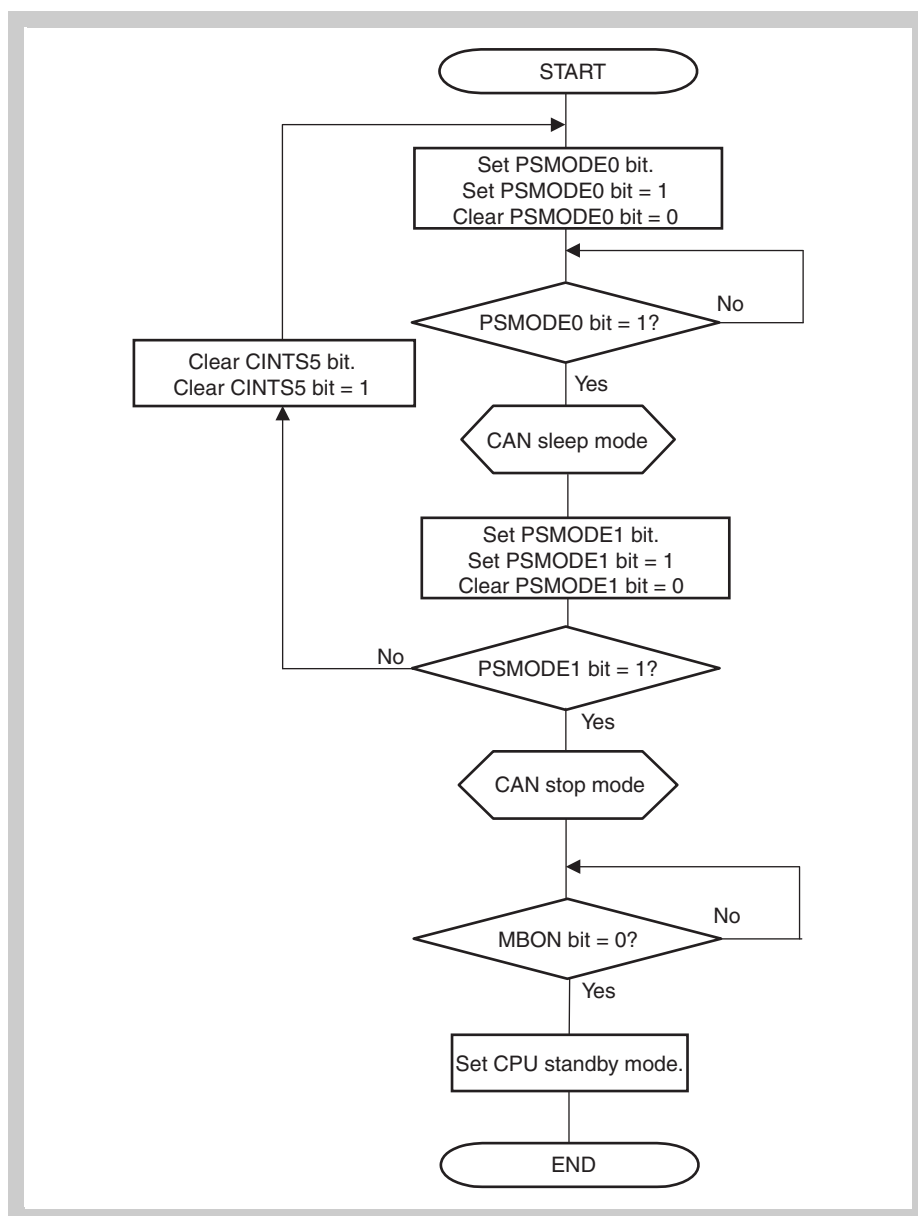 START
Set PSMODE0 bit.
Set PSMODE0 bit = 1
Clear PSMODE0 bit = 0
No
PSMODE0 bit = 1?
Yes
Clear CINTS5 bit.
Clear CINTS5 bit = 1
CAN sleep mode
Set PSMODE1 bit.
Set PSMODE1 bit = 1
Clear PSMODE1 bit = 0
No
PSMODE1 bit = 1?
Yes
CAN stop mode
No
MBON bit = 0?
Yes
Set CPU standby mode.
END